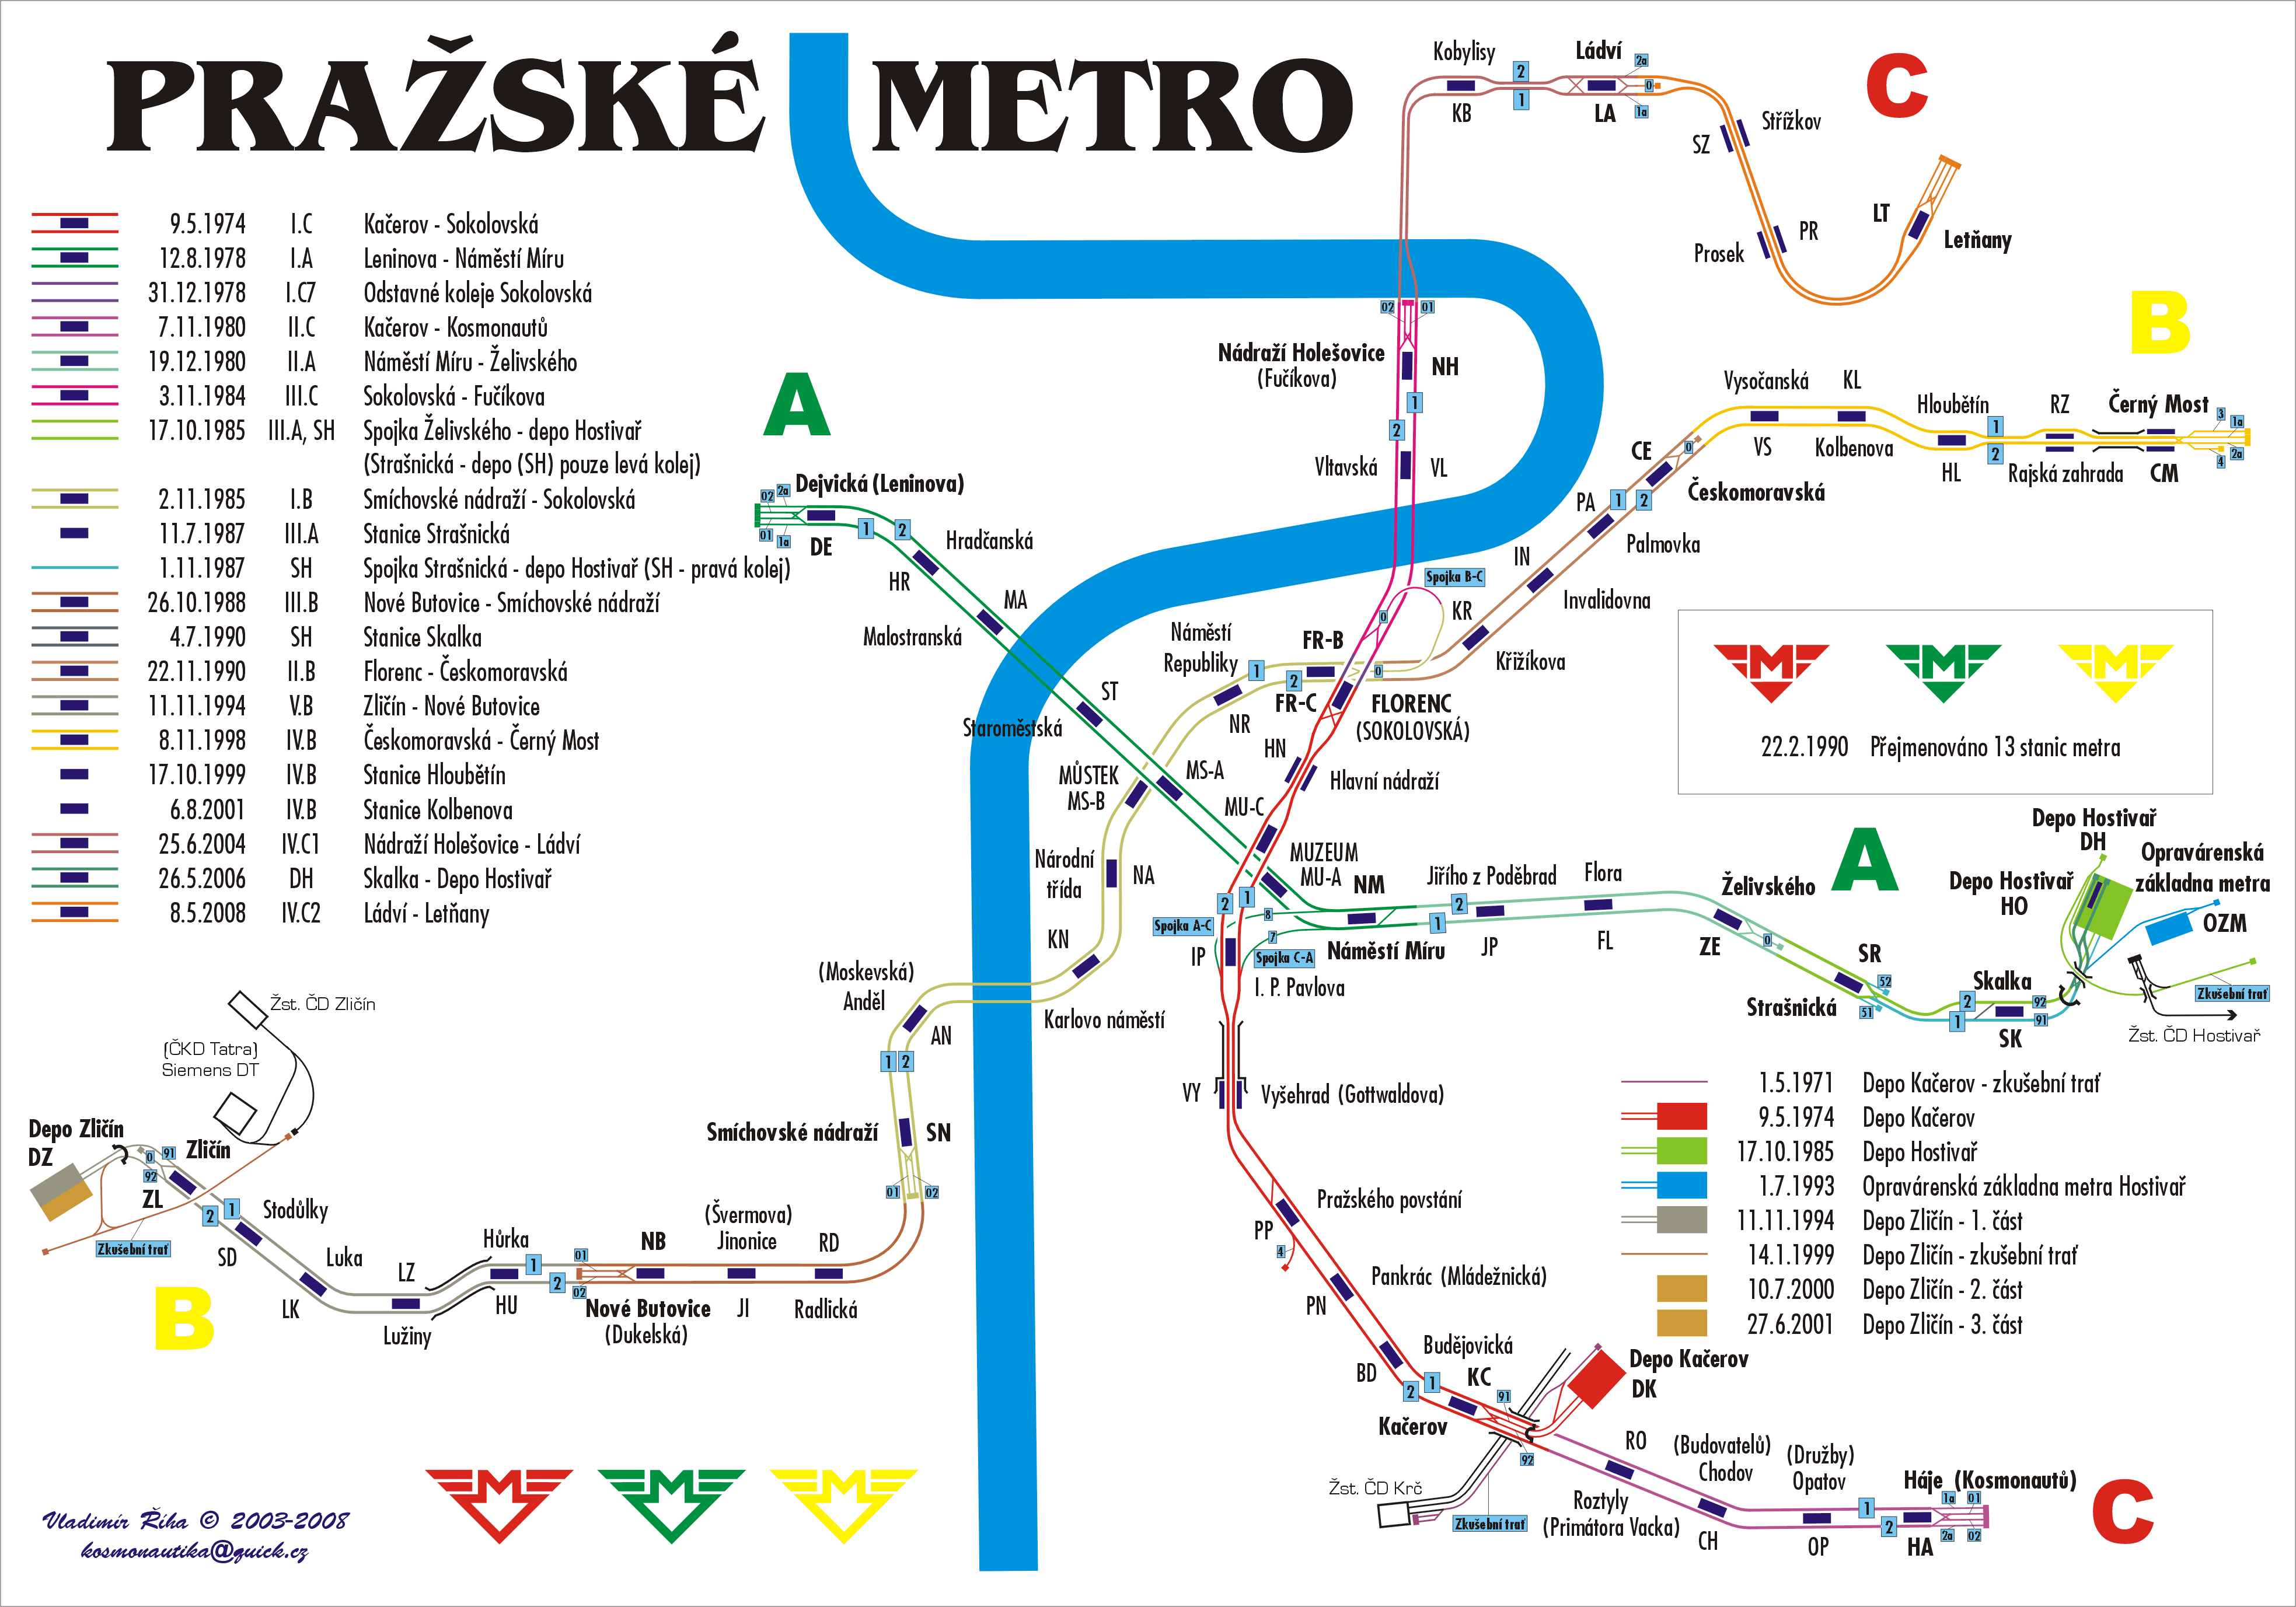 PRAŽSKÉ METRO
9.5.1974 I.C Kačerov - Sokolovská
12.8.1978 I.A Leninova - Náměstí Míru
31.12.1978 I.C7 Odstavné koleje Sokolovská
7.11.1980 II.C Kačerov - Kosmonautů
19.12.1980 II.A Náměstí Míru - Želivského
3.11.1984 III.C Sokolovská - Fučíkova
17.10.1985 III.A, SH Spojka Želivského - depo Hostivař
(Strašnická - depo (SH) pouze levá kolej)
2.11.1985 I.B Smíchovské nádraží - Sokolovská
11.7.1987 III.A Stanice Strašnická
1.11.1987 SH Spojka Strašnická - depo Hostivař (SH - pravá kolej)
26.10.1988 III.B Nové Butovice - Smíchovské nádraží
4.7.1990 SH Stanice Skalka
22.11.1990 II.B Florenc - Českomoravská
11.11.1994 V.B Zličín - Nové Butovice
8.11.1998 IV.B Českomoravská - Černý Most
17.10.1999 IV.B Stanice Hloubětín
6.8.2001 IV.B Stanice Kolbenova
25.6.2004 IV.C1 Nádraží Holešovice - Ládví
26.5.2006 DH Skalka - Depo Hostivař
8.5.2008 IV.C2 Ládví - Letňany
C
Kobylisy
KB
2
1
Ládví
LA
2a
0
1a
SZ
Střížkov
Prosek
PR
LT
Letňany
02
01
Nádraží Holešovice
(Fučíkova)
NH
1
2
Vltavská
VL
B
Vysočanská
VS
KL
Kolbenova
Hloubětín
HL
1
2
RZ
Rajská zahrada
Černý Most
CM
3
1a
4
2a
CE
0
Českomoravská
PA
1
2
Palmovka
IN
Invalidovna
KR
Křižíkova
Spojka B-C
0
A
02
2a
01
1a
Dejvická (Leninova)
DE
1
2
Hradčanská
HR
MA
Malostranská
ST
Staroměstská
MŮSTEK
MS-B
MS-A
Náměstí
Republiky
NR
1
2
FR-B
0
FR-C
FLORENC
(SOKOLOVSKÁ)
HN
Hlavní nádraží
MU-C
MUZEUM
MU-A
2
1
Spojka A-C
8
7
Spojka C-A
IP
I. P. Pavlova
NM
Náměstí Míru
Jiřího z Poděbrad
2
1
JP
Flora
FL
Želivského
ZE
0
A
SR
Strašnická
52
51
Skalka
SK
2
1
92
91
Depo Hostivař
DH
Depo Hostivař
HO
Opravárenská
základna metra
OZM
Zkušební trať
Žst. ČD Hostivař
22.2.1990 Přejmenováno 13 stanic metra
Národní
třída
NA
KN
Karlovo náměstí
(Moskevská)
Anděl
AN
1
2
Smíchovské nádraží
SN
01
02
RD
Radlická
(Švermova)
Jinonice
JI
NB
Nové Butovice
(Dukelská)
01
02
Hůrka
HU
1
2
LZ
Lužiny
Luka
LK
Stodůlky
SD
1
2
Zličín
ZL
0
91
92
Depo Zličín
DZ
Zkušební trať
Žst. ČD Zličín
(ČKD Tatra)
Siemens DT
B
VY
Vyšehrad (Gottwaldova)
Pražského povstání
PP
4
Pankrác (Mládežnická)
PN
Budějovická
BD
2
1
KC
Kačerov
91
92
Depo Kačerov
DK
Žst. ČD Krč
Zkušební trať
RO
Roztyly
(Primátora Vacka)
(Budovatelů)
Chodov
CH
(Družby)
Opatov
OP
1
2
Háje (Kosmonautů)
HA
1a
01
2a
02
C
1.5.1971 Depo Kačerov - zkušební trať
9.5.1974 Depo Kačerov
17.10.1985 Depo Hostivař
1.7.1993 Opravárenská základna metra Hostivař
11.11.1994 Depo Zličín - 1. část
14.1.1999 Depo Zličín - zkušební trať
10.7.2000 Depo Zličín - 2. část
27.6.2001 Depo Zličín - 3. část
Vladimír Říha © 2003-2008
kosmonautika@quick.cz